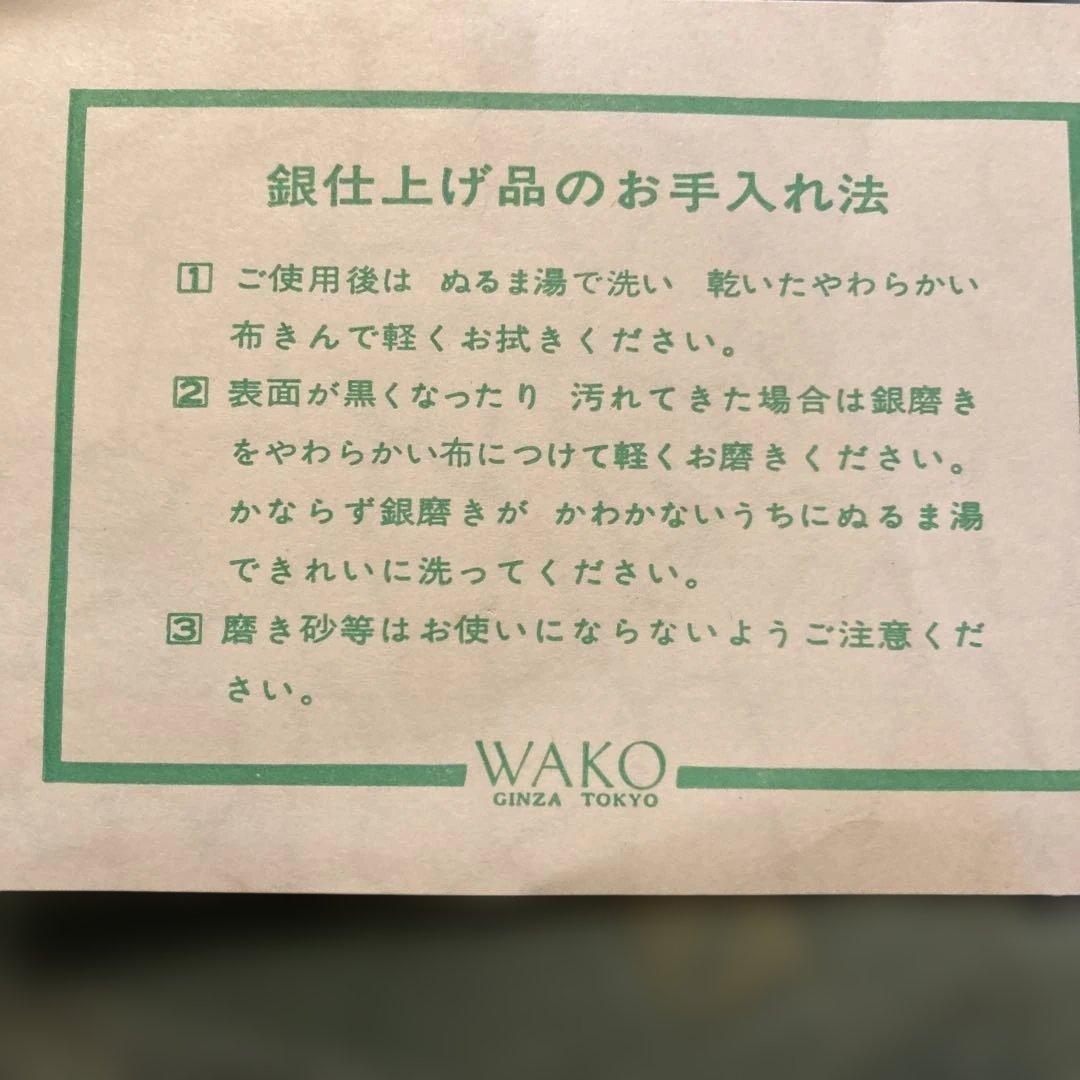 銀仕上げ品のお手入れ法
1 ご使用後は ぬるま湯で洗い 乾いたやわらかい
布きんで軽くお拭きください。
2 表面が黒くなったり 汚れてきた場合は銀磨き
をやわらかい布につけて軽くお磨きください。
かならず銀磨きが かわかないうちにぬるま湯
できれいに洗ってください。
3 磨き砂等はお使いにならないようご注意くだ
さい。
WAKO
GINZA TOKYO